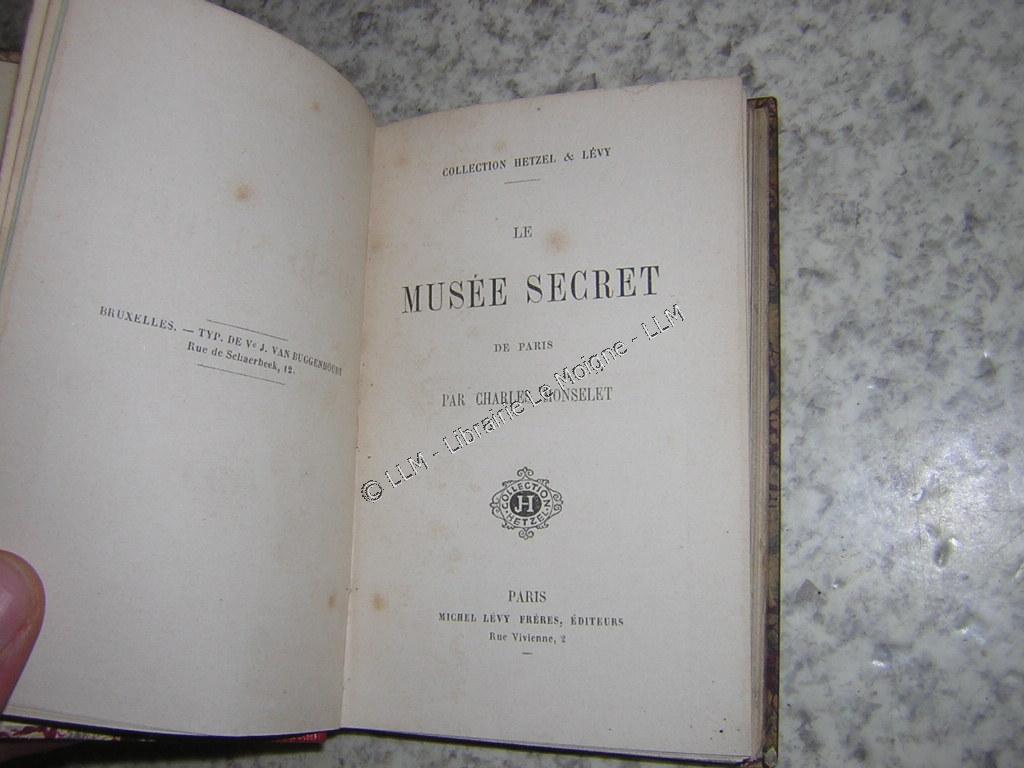 BRUXELLES. — TYP. DE Ve J. VAN BUGGENHOUDT
Rue de Schaerbeek, 12.
COLLECTION HETZEL & LÉVY
LE
MUSÉE SECRET
DE PARIS
PAR CHARLES MONSELET
© LLM - Librairie Le Moigne - LLM
COLLECTION
JH
HETZEL
PARIS
MICHEL LÉVY FRÈRES, ÉDITEURS
Rue Vivienne, 2